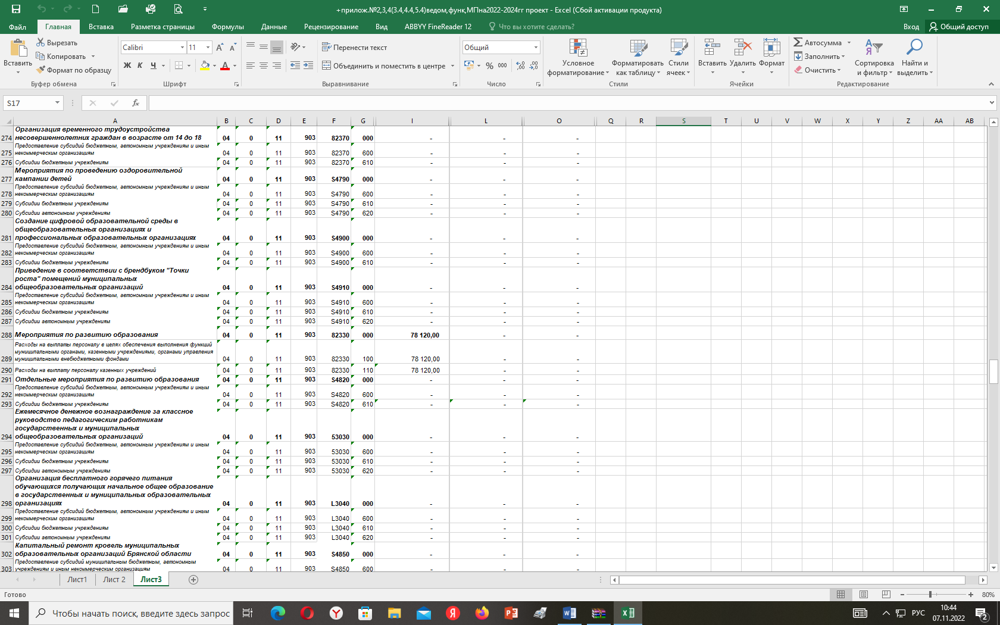 +прилож.№2,3,4(3.4,4.4,5.4)ведом,функ,МПна2022-2024гг проект - Excel (Сбой активации продукта)
Файл Главная Вставка Разметка страницы Формулы Данные Рецензирование Вид ABBYY FineReader 12 Что вы хотите сделать? Вход Общий доступ
Вставить
Вырезать
Копировать
Формат по образцу
Буфер обмена
Calibri 11
Ж К Ч А
Шрифт
Перенести текст
Объединить и поместить в центре
Выравнивание
Общий
% 000
Число
Условное форматирование
Форматировать как таблицу
Стили ячеек
Стили
Вставить Удалить Формат
Ячейки
Автосумма
Заполнить
Очистить
Сортировка и фильтр
Найти и выделить
Редактирование
S17 fx
A B C D E F G I L O Q R S T U V W X Y Z AA AB
Организация временного трудоустройства
274 несовершеннолетних граждан в возрасте от 14 до 18 04 0 11 903 82370 000 - - -
Предоставление субсидий бюджетным, автономным учреждениям и иным
275 некоммерческим организациям 04 0 11 903 82370 600 - - -
276 Субсидии бюджетным учреждениям 04 0 11 903 82370 610 - - -
Мероприятия по проведению оздоровительной
277 кампании детей 04 0 11 903 S4790 000 - - -
Предоставление субсидий бюджетным, автономным учреждениям и иным
278 некоммерческим организациям 04 0 11 903 S4790 600 - - -
279 Субсидии бюджетным учреждениям 04 0 11 903 S4790 610 - - -
280 Субсидии автономным учреждениям 04 0 11 903 S4790 620 - - -
Создание цифровой образовательной среды в
общеобразовательных организациях и
281 профессиональных образовательных организациях 04 0 11 903 S4900 000 - - -
Предоставление субсидий бюджетным, автономным учреждениям и иным
282 некоммерческим организациям 04 0 11 903 S4900 600 - - -
283 Субсидии бюджетным учреждениям 04 0 11 903 S4900 610 - - -
Приведение в соответствии с брендбуком "Точки
роста" помещений муниципальных
284 общеобразовательных организаций 04 0 11 903 S4910 000 - - -
Предоставление субсидий бюджетным, автономным учреждениям и иным
285 некоммерческим организациям 04 0 11 903 S4910 600 - - -
286 Субсидии бюджетным учреждениям 04 0 11 903 S4910 610 - - -
287 Субсидии автономным учреждениям 04 0 11 903 S4910 620 - - -
288 Мероприятия по развитию образования 04 0 11 903 82330 000 78 120,00 - -
Расходы на выплаты персоналу в целях обеспечения выполнения функций
муниципальными органами, казенными учреждениями, органами управления
289 муниципальными внебюджетными фондами 04 0 11 903 82330 100 78 120,00 - -
290 Расходы на выплату персоналу казенных учреждений 04 0 11 903 82330 110 78 120,00 - -
291 Отдельные мероприятия по развитию образования 04 0 11 903 S4820 000 - - -
Предоставление субсидий бюджетным, автономным учреждениям и иным
292 некоммерческим организациям 04 0 11 903 S4820 600 - - -
293 Субсидии бюджетным учреждениям 04 0 11 903 S4820 610 - - -
Ежемесячное денежное вознаграждение за классное
руководство педагогическим работникам
государственных и муниципальных
294 общеобразовательных организаций 04 0 11 903 53030 000 - - -
Предоставление субсидий бюджетным, автономным учреждениям и иным
295 некоммерческим организациям 04 0 11 903 53030 600 - - -
296 Субсидии бюджетным учреждениям 04 0 11 903 53030 610 - - -
297 Субсидии автономным учреждениям 04 0 11 903 53030 620 - - -
Организация бесплатного горячего питания
обучающихся получающих начальное общее образование
в государственных и муниципальных образовательных
298 организациях 04 0 11 903 L3040 000 - - -
Предоставление субсидий бюджетным, автономным учреждениям и иным
299 некоммерческим организациям 04 0 11 903 L3040 600 - - -
300 Субсидии бюджетным учреждениям 04 0 11 903 L3040 610 - - -
301 Субсидии автономным учреждениям 04 0 11 903 L3040 620 - - -
Капитальный ремонт кровель муниципальных
302 образовательных организаций Брянской области 04 0 11 903 S4850 000 - - -
Предоставление субсидий муниципальным бюджетным, автономным
303 учреждениям и иным некоммерческим организациям 04 0 11 903 S4850 600 - - -
Лист1 Лист 2 Лист3
Готово 80%
Чтобы начать поиск, введите здесь запрос
РУС 10:44
07.11.2022 2